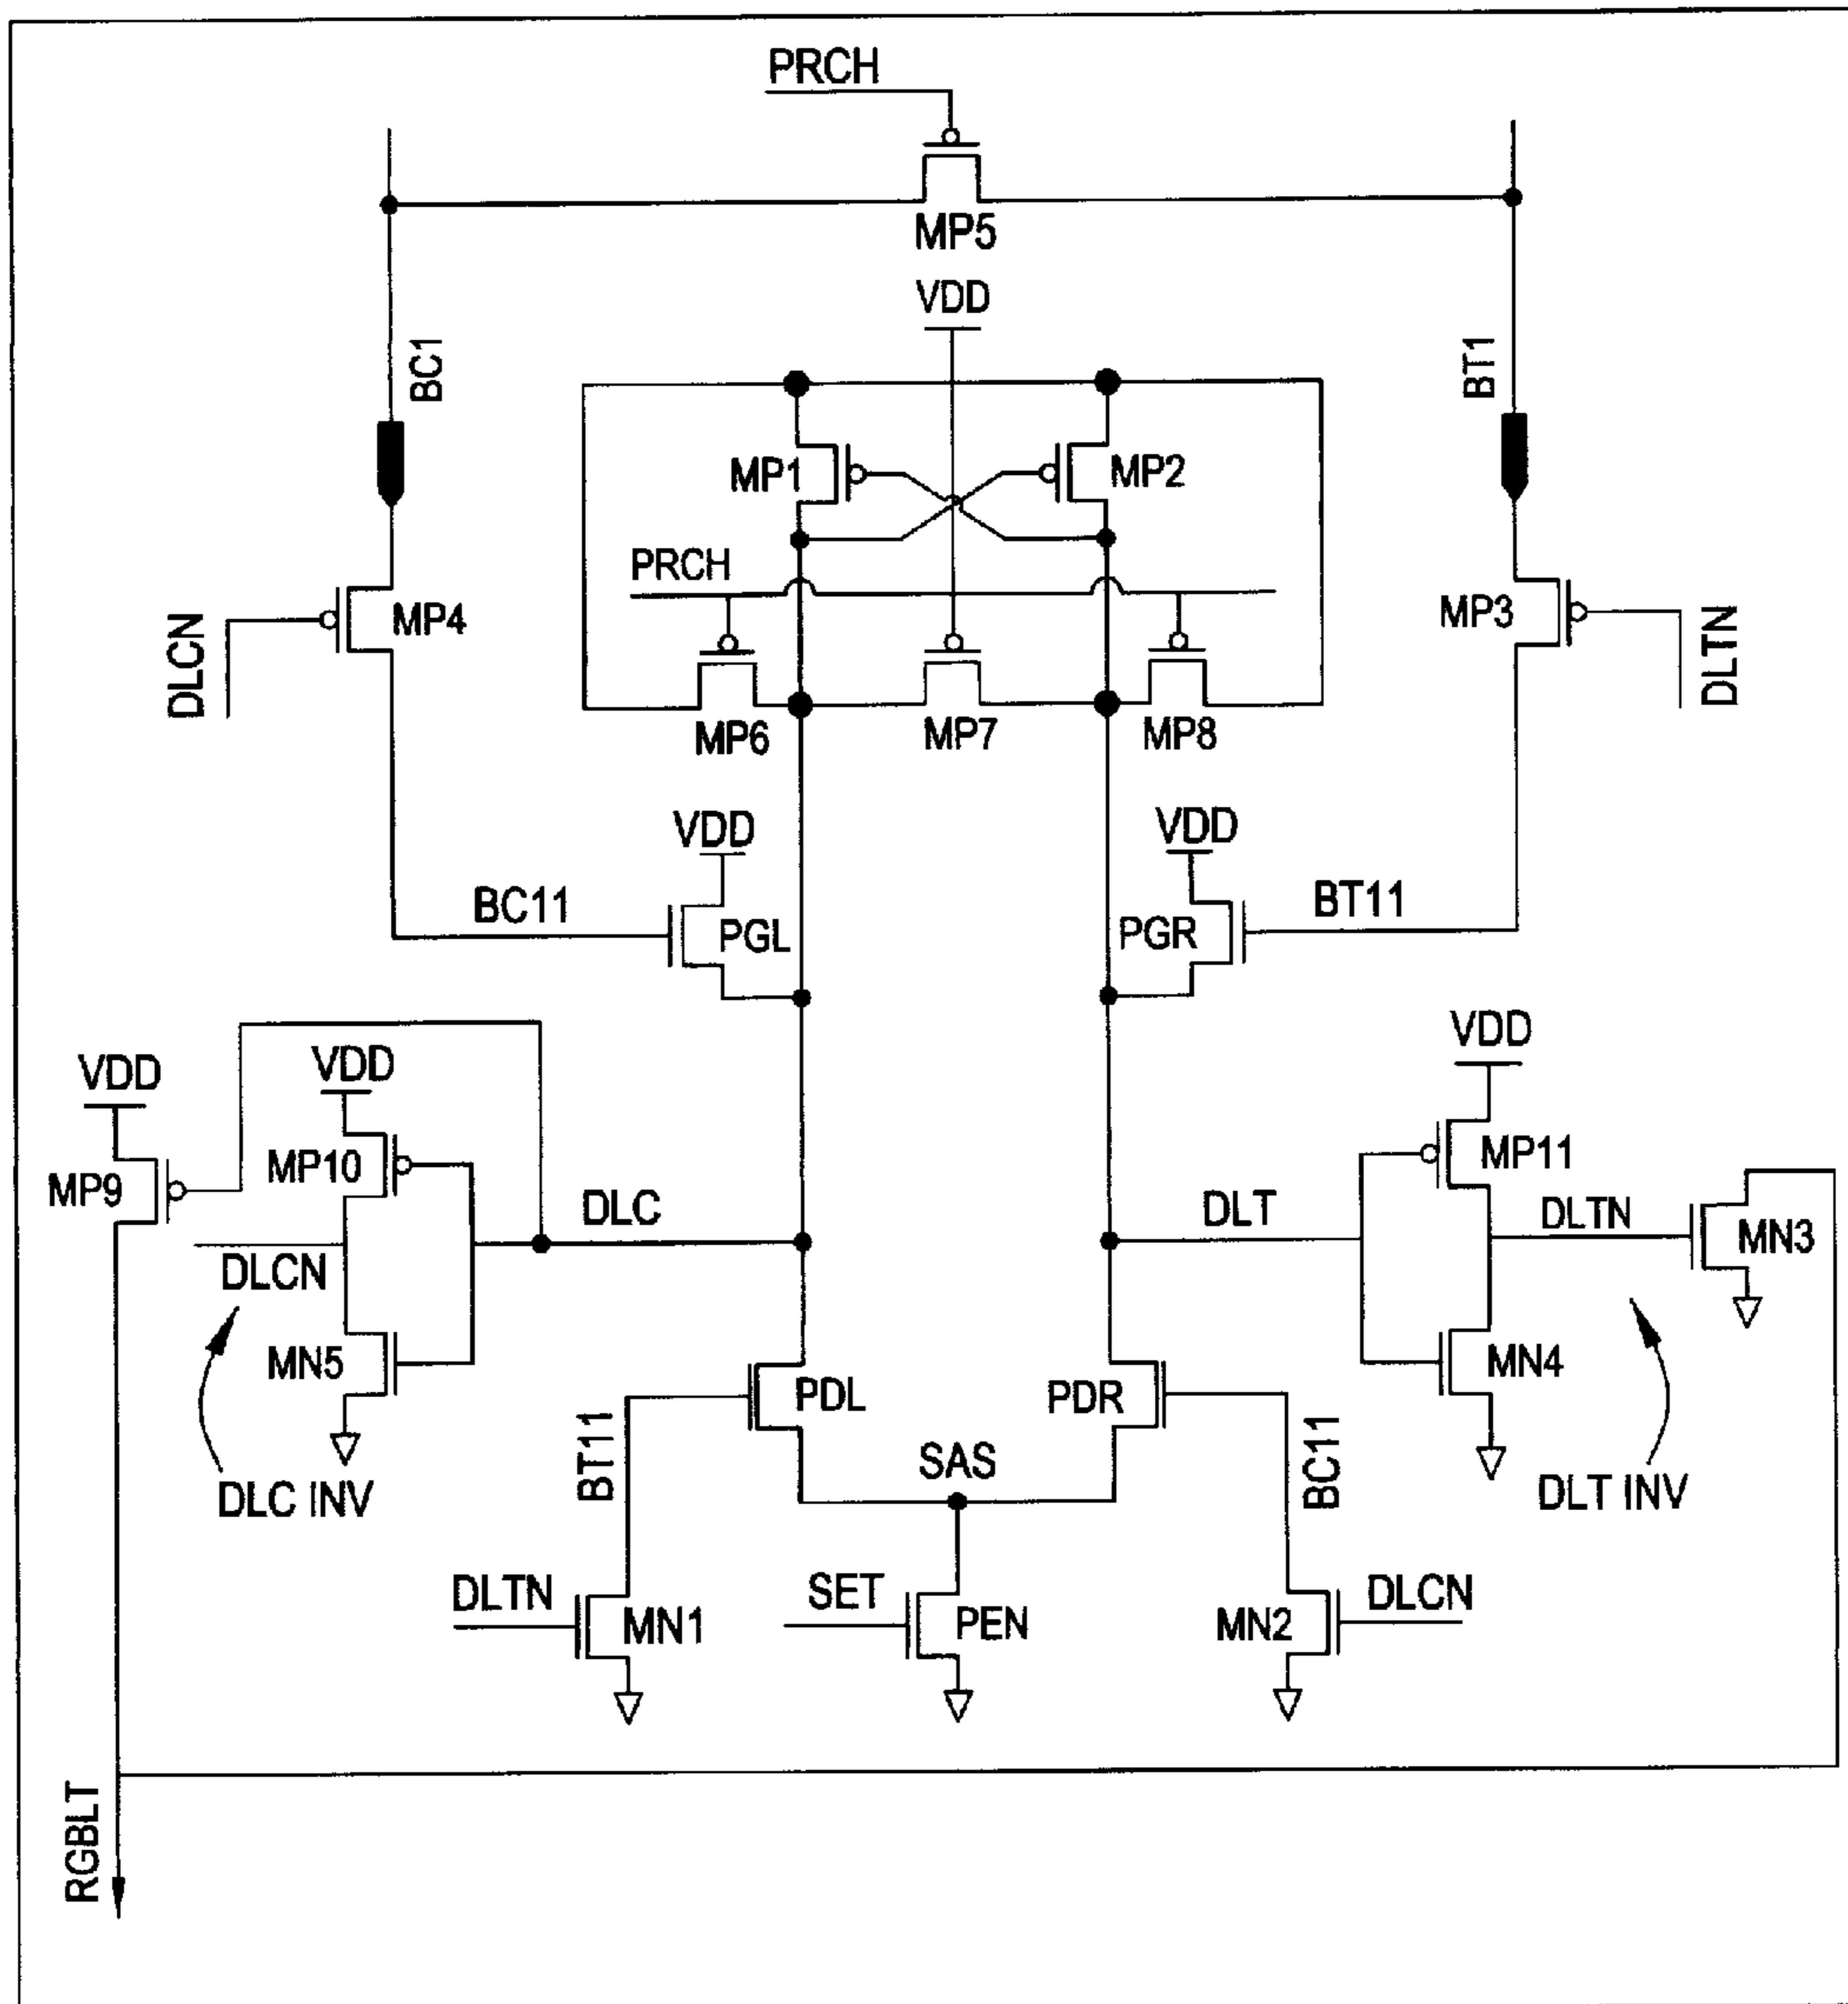 PRCH
MP5
VDD
BC1
BT1
MP1
MP2
PRCH
DLCN
MP4
MP3
DLTN
MP6
MP7
MP8
VDD
VDD
BC11
PGL
PGR
BT11
VDD
VDD
VDD
MP9
MP10
DLC
DLT
MP11
DLTN
MN3
DLCN
MN5
MN4
PDL
PDR
BT11
SAS
BC11
DLC INV
DLT INV
DLTN
MN1
SET
PEN
MN2
DLCN
RGBLT